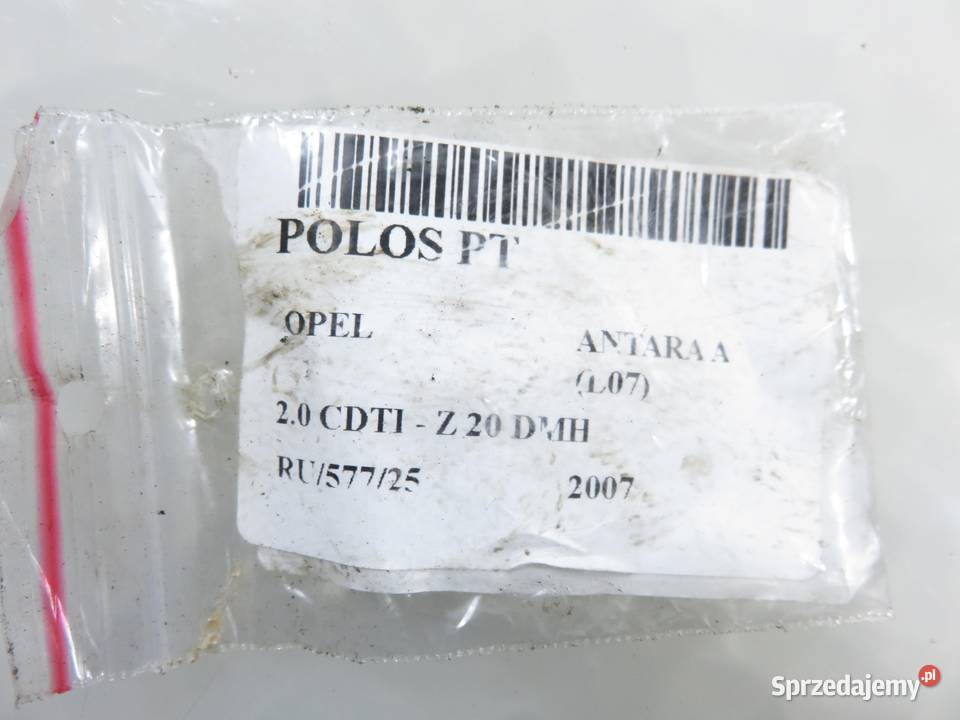 POLOS PT
OPEL
ANTARA A
(L07)
2.0 CDTI - Z 20 DMH
RU/577/25
2007
Sprzedajemy.pl